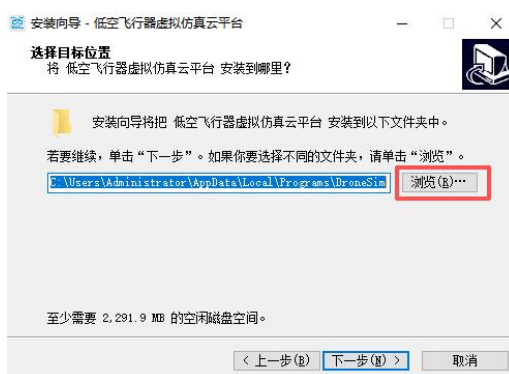 安装向导 - 低空飞行器虚拟仿真云平台
选择目标位置
将 低空飞行器虚拟仿真云平台 安装到哪里?
安装向导将把 低空飞行器虚拟仿真云平台 安装到以下文件夹中。
若要继续，单击“下一步”。如果你要选择不同的文件夹，请单击“浏览”。
C:\Users\Administrator\AppData\Local\Programs\DroneSim
浏览(R)...
至少需要 2,291.9 MB 的空闲磁盘空间。
< 上一步(B)  下一步(N) >  取消